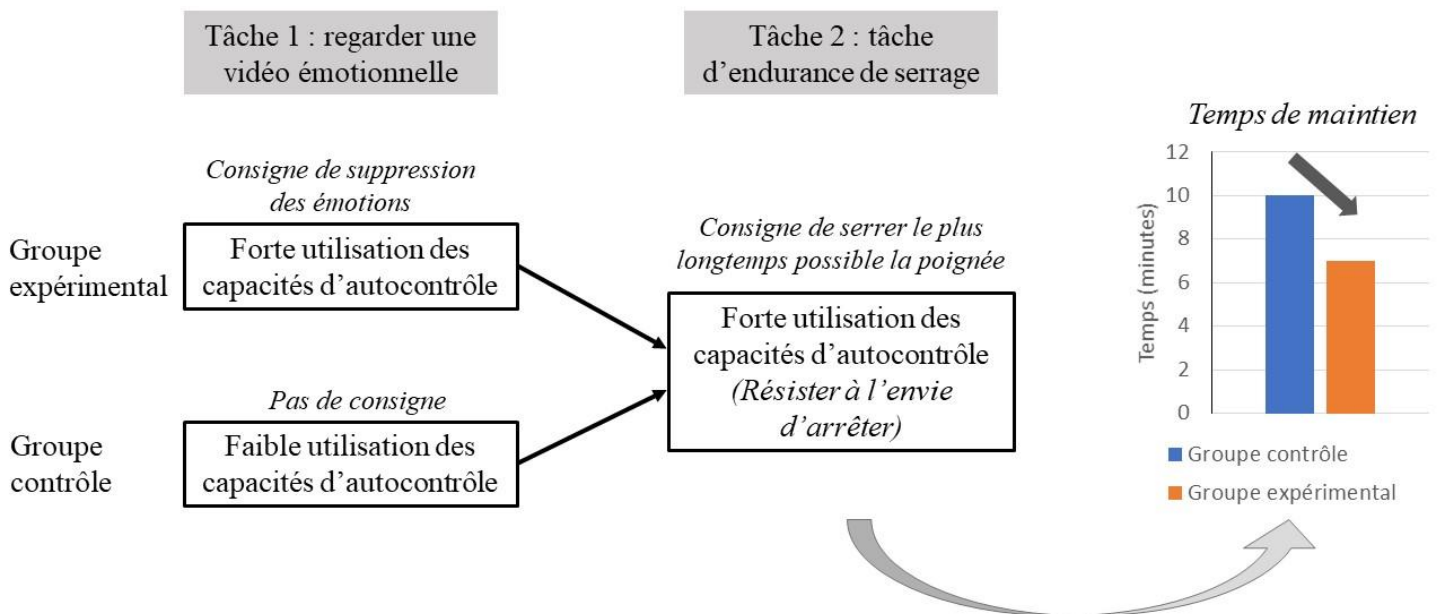 Tâche 1 : regarder une
vidéo émotionnelle
Tâche 2 : tâche
d’endurance de serrage
Consigne de suppression
des émotions
Groupe
expérimental
Forte utilisation des
capacités d’autocontrôle
Pas de consigne
Groupe
contrôle
Faible utilisation des
capacités d’autocontrôle
Consigne de serrer le plus
longtemps possible la poignée
Forte utilisation des
capacités d’autocontrôle
(Résister à l’envie
d’arrêter)
Temps de maintien
Temps (minutes)
12
10
8
6
4
2
0
Groupe contrôle
Groupe expérimental